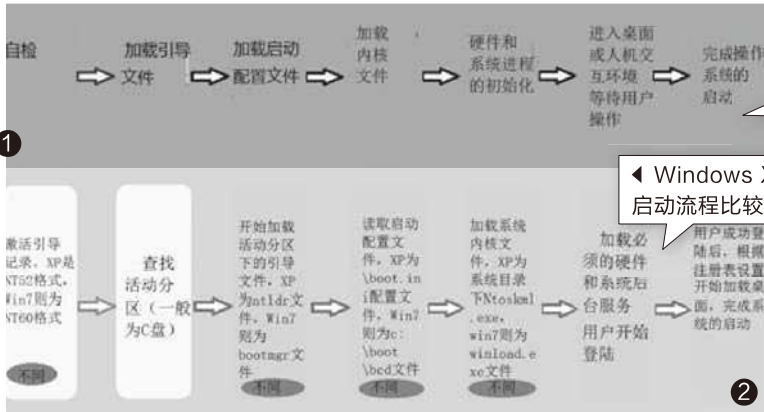 自检
加载引导
文件
加载启动
配置文件
加载
内核
文件
硬件和
系统进程
的初始化
进入桌面
或人机交
互环境
等待用户
操作
完成操作
系统的
启动
1
◀ Windows X
启动流程比较
激活引导
记录，XP是
NT52格式，
Win7则为
NT60格式
不同
查找
活动分
区（一般
为C盘）
开始加载
活动分区
下的引导
文件，XP
为ntldr文
件，Win7
则为
bootmgr文
件
不同
读取启动
配置文
件，XP为
\boot.in
i配置文
件，Win7
则为c:
\boot
\bcd文件
不同
加载系统
内核文
件，XP为
系统目录
下Ntoskrnl
.exe，
win7则为
winload.e
xe文件
不同
加载必
须的硬件
和系统后
台服务
用户开始
登陆
用户成功登
陆后，根据
注册表设置
开始加载桌
面，完成系
统的启动
2